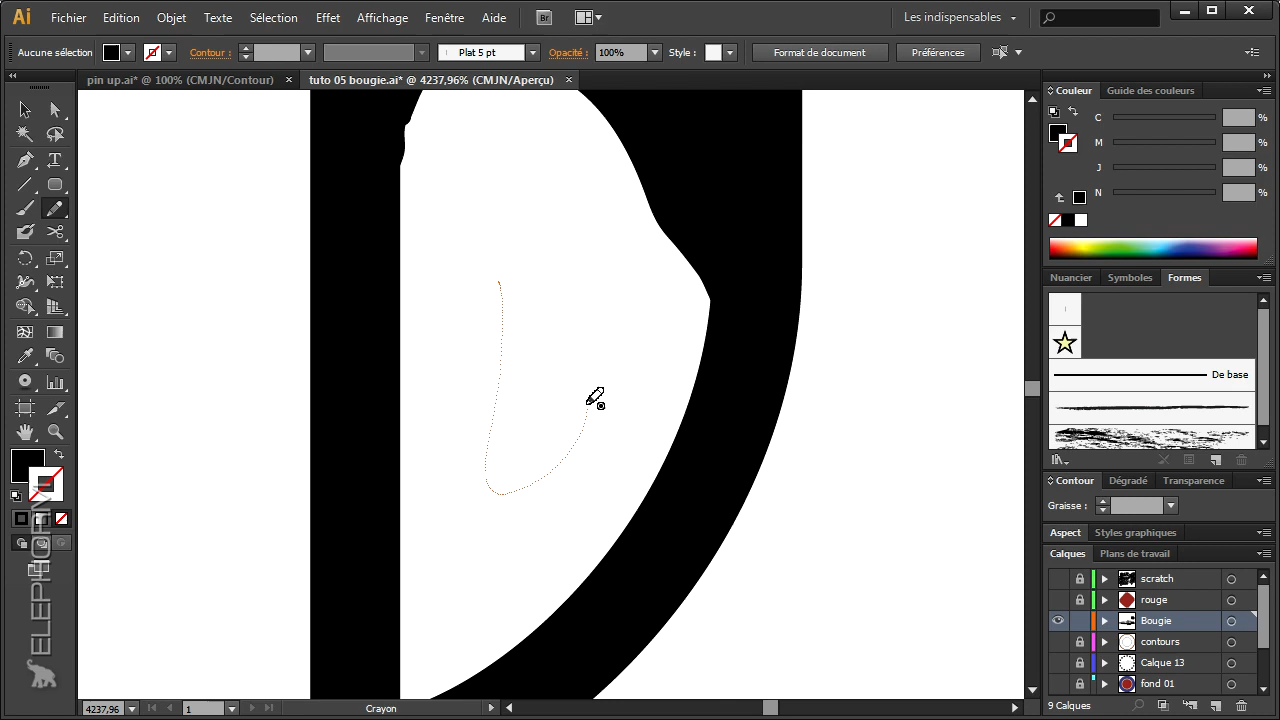 Ai Fichier Edition Objet Texte Sélection Effet Affichage Fenêtre Aide Br Les indispensables
Aucune sélection Contour : Plat 5 pt Opacité : 100% Style : Format de document Préférences
pin up.ai* @ 100% (CMJN/Contour) × tuto 05 bougie.ai* @ 4237,96% (CMJN/Aperçu) ×
Couleur Guide des couleurs
C %
M %
J %
N %
Nuancier Symboles Formes
De base
Contour Dégradé Transparence
Graisse :
Aspect Styles graphiques
Calques Plans de travail
scratch
rouge
Bougie
contours
Calque 13
fond 01
9 Calques
4237,96 1 Crayon
ELEPHORM